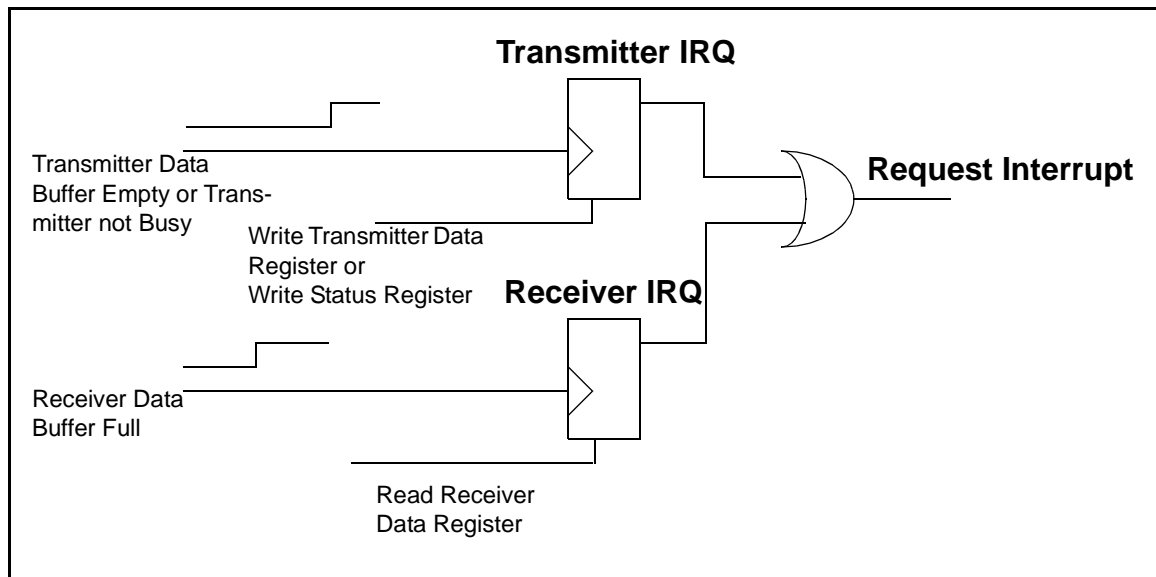 Transmitter IRQ
Transmitter Data
Buffer Empty or Trans-
mitter not Busy
Request Interrupt
Write Transmitter Data
Register or
Write Status Register
Receiver IRQ
Receiver Data
Buffer Full
Read Receiver
Data Register